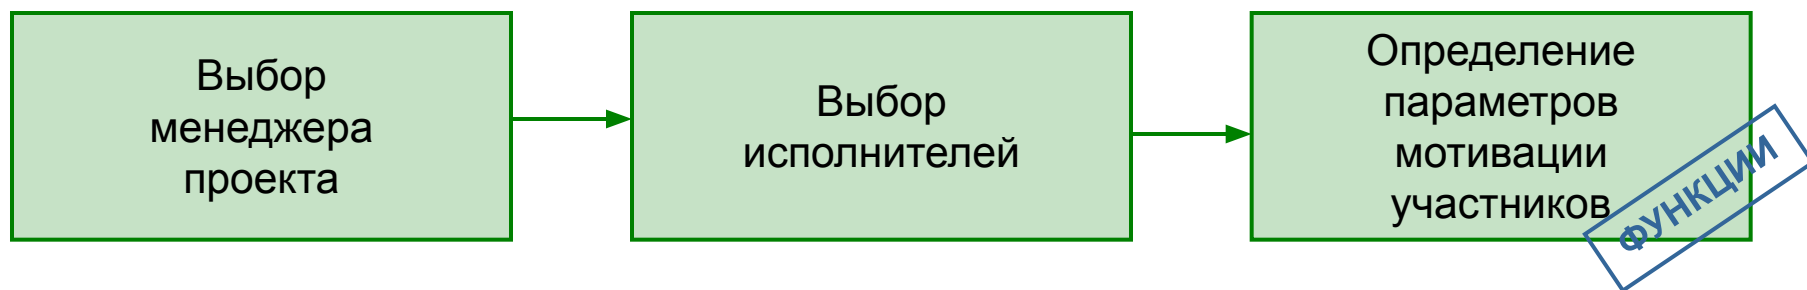 Выбор
менеджера
проекта
Выбор
исполнителей
Определение
параметров
мотивации
участников
ФУНКЦИИ